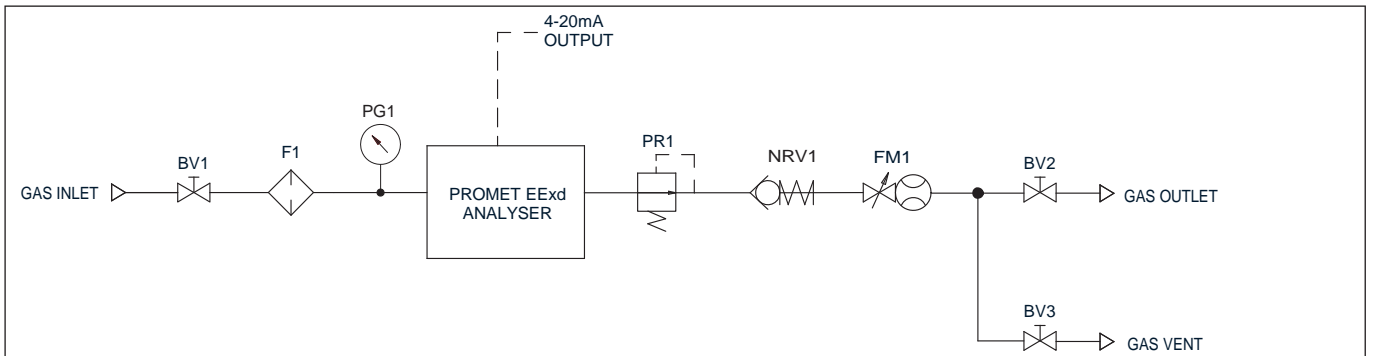 4-20mA
OUTPUT
PG1
BV1
F1
PR1
NRV1
FM1
BV2
GAS INLET
PROMET EExd
ANALYSER
GAS OUTLET
BV3
GAS VENT